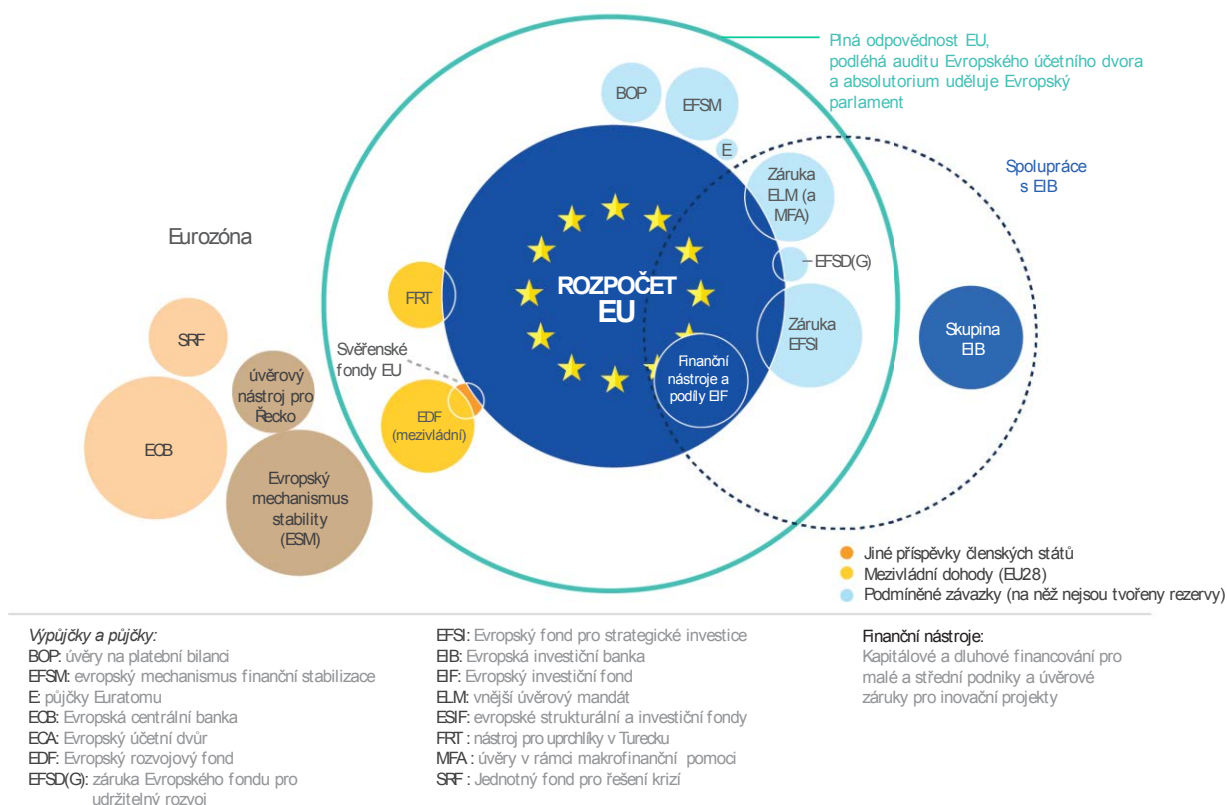 Plná odpovědnost EU,
podléhá auditu Evropského účetního dvora
a absolutorium uděluje Evropský
parlament
BOP
EFSM
E
Spolupráce
s EIB
Záruka
ELM (a
MFA)
Eurozóna
EFSD(G)
ROZPOČET
EU
FRT
SRF
Záruka
EFSI
Skupina
EIB
Svěřenské
fondy EU
Finanční
nástroje a
podíly EIF
úvěrový
nástroj pro
Řecko
EDF
(mezivládní)
ECB
Evropský
mechanismus
stability
(ESM)
Jiné příspěvky členských států
Mezivládní dohody (EU28)
Podmíněné závazky (na něž nejsou tvořeny rezervy)
Výpůjčky a půjčky:
BOP: úvěry na platební bilanci
EFSM: evropský mechanismus finanční stabilizace
E: půjčky Euratomu
ECB: Evropská centrální banka
ECA: Evropský účetní dvůr
EDF: Evropský rozvojový fond
EFSD(G): záruka Evropského fondu pro
udržitelný rozvoj
EFSI: Evropský fond pro strategické investice
EIB: Evropská investiční banka
EIF: Evropský investiční fond
ELM: vnější úvěrový mandát
ESIF: evropské strukturální a investiční fondy
FRT : nástroj pro uprchlíky v Turecku
MFA : úvěry v rámci makrofinanční pomoci
SRF : Jednotný fond pro řešení krizí
Finanční nástroje:
Kapitálové a dluhové financování pro
malé a střední podniky a úvěrové
záruky pro inovační projekty